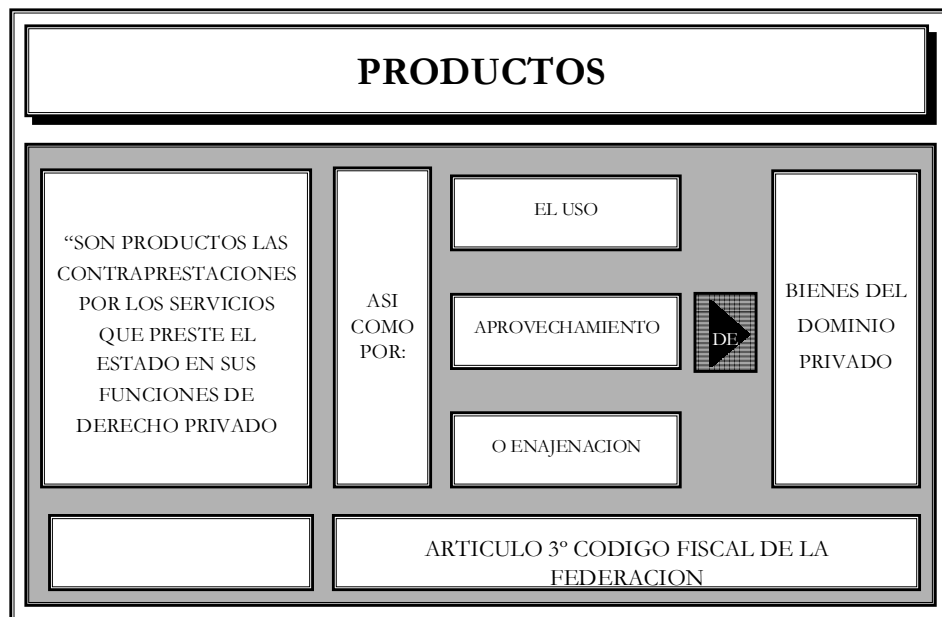 PRODUCTOS
“SON PRODUCTOS LAS
CONTRAPRESTACIONES
POR LOS SERVICIOS
QUE PRESTE EL
ESTADO EN SUS
FUNCIONES DE
DERECHO PRIVADO
ASI
COMO
POR:
EL USO
APROVECHAMIENTO
O ENAJENACION
DE
BIENES DEL
DOMINIO
PRIVADO
ARTICULO 3º CODIGO FISCAL DE LA
FEDERACION